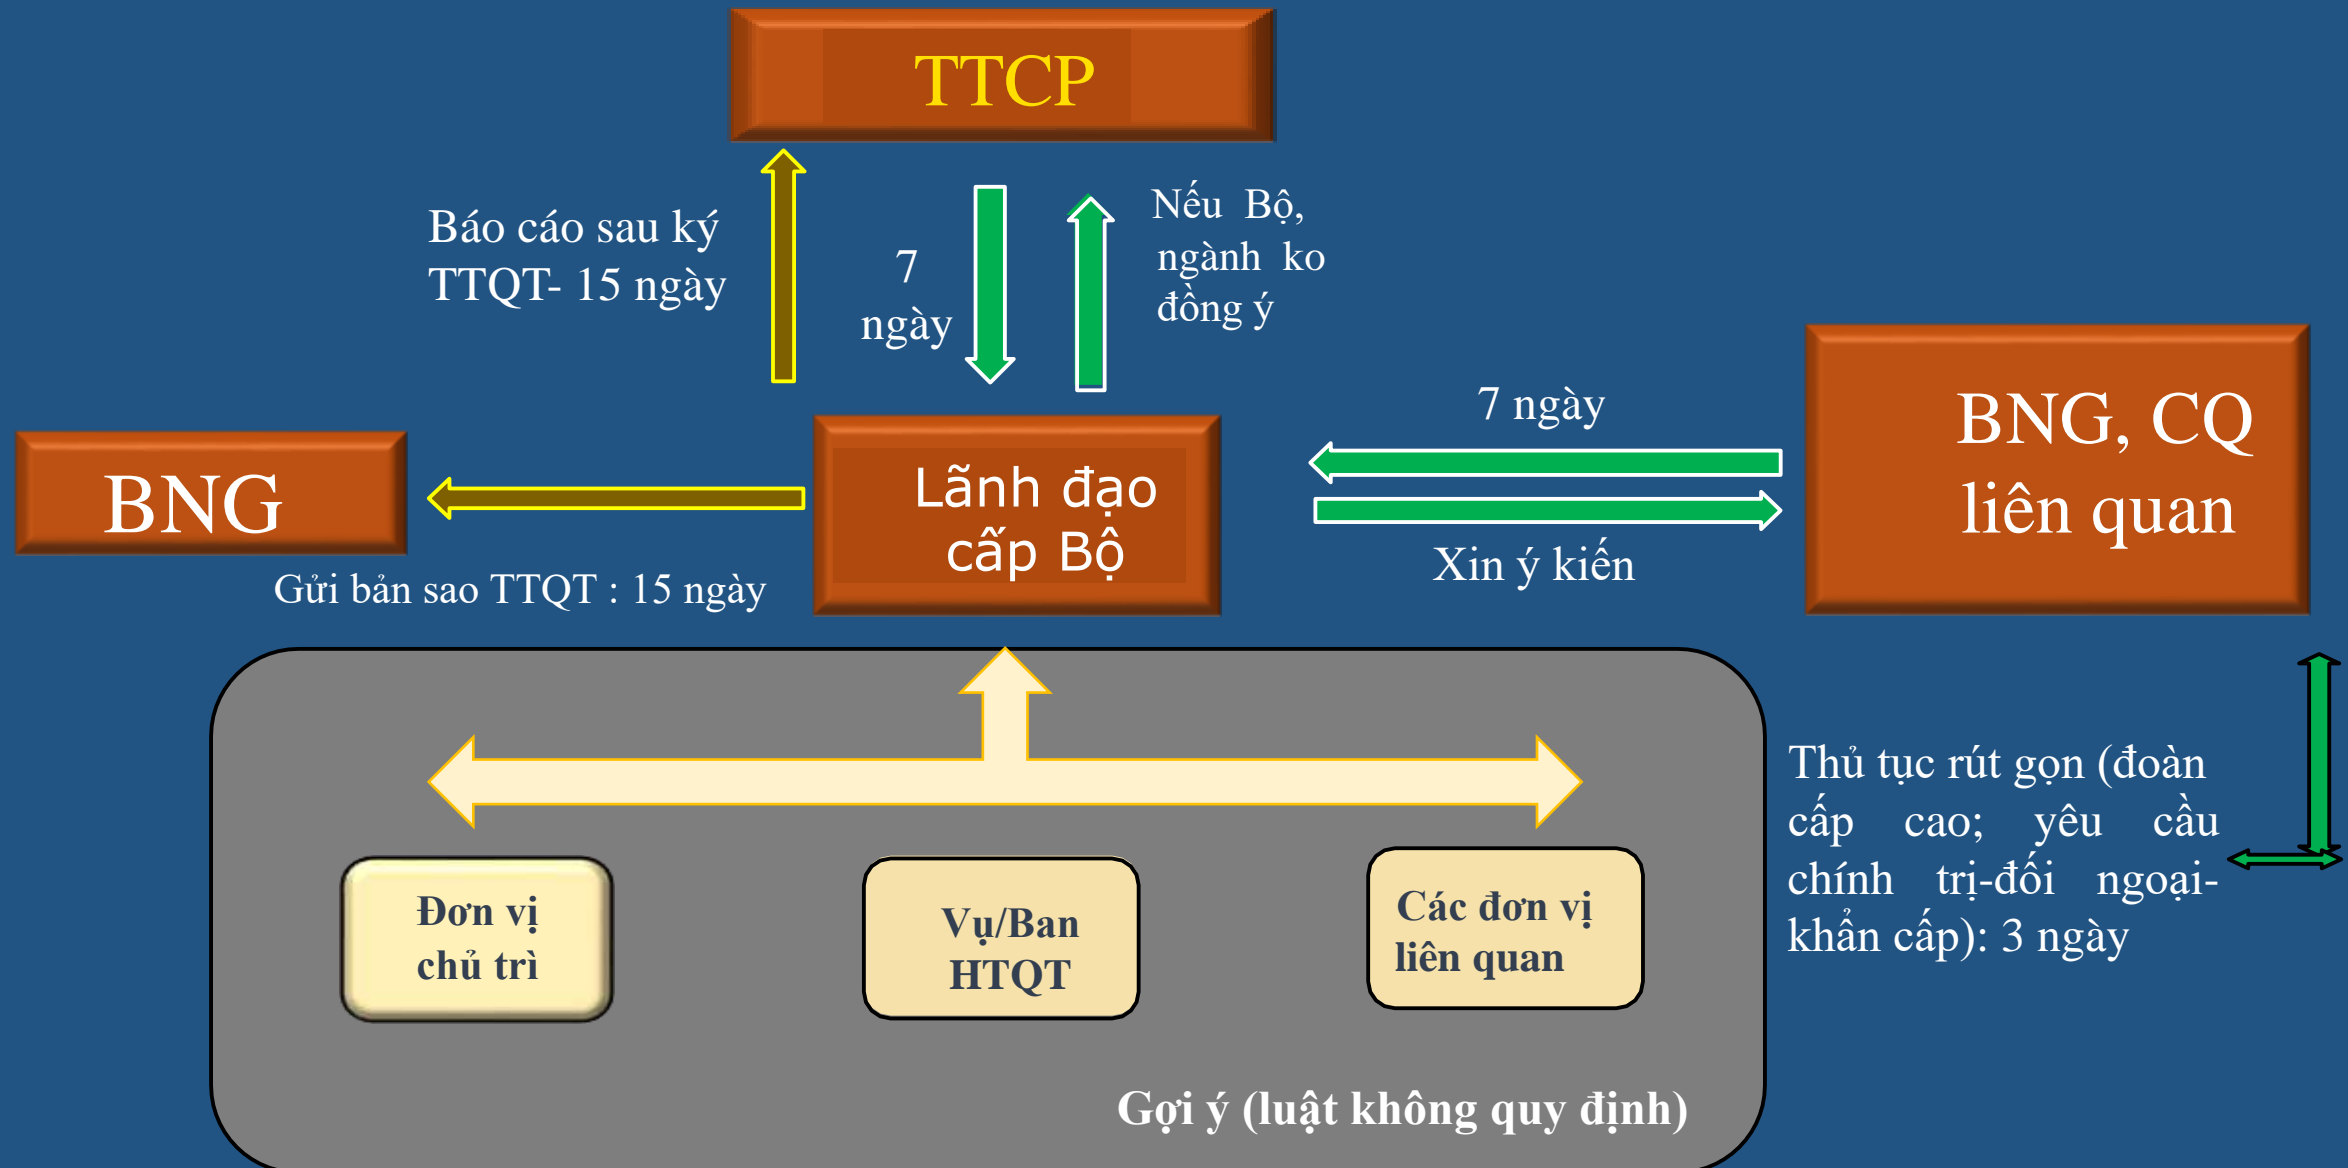 TTCP
Báo cáo sau ký
TTQT- 15 ngày
7
ngày
Nếu Bộ,
ngành ko
đồng ý
BNG
Gửi bản sao TTQT : 15 ngày
Lãnh đạo
cấp Bộ
7 ngày
Xin ý kiến
BNG, CQ
liên quan
Thủ tục rút gọn (đoàn
cấp cao; yêu cầu
chính trị-đối ngoại-
khẩn cấp): 3 ngày
Đơn vị
chủ trì
Vụ/Ban
HTQT
Các đơn vị
liên quan
Gợi ý (luật không quy định)